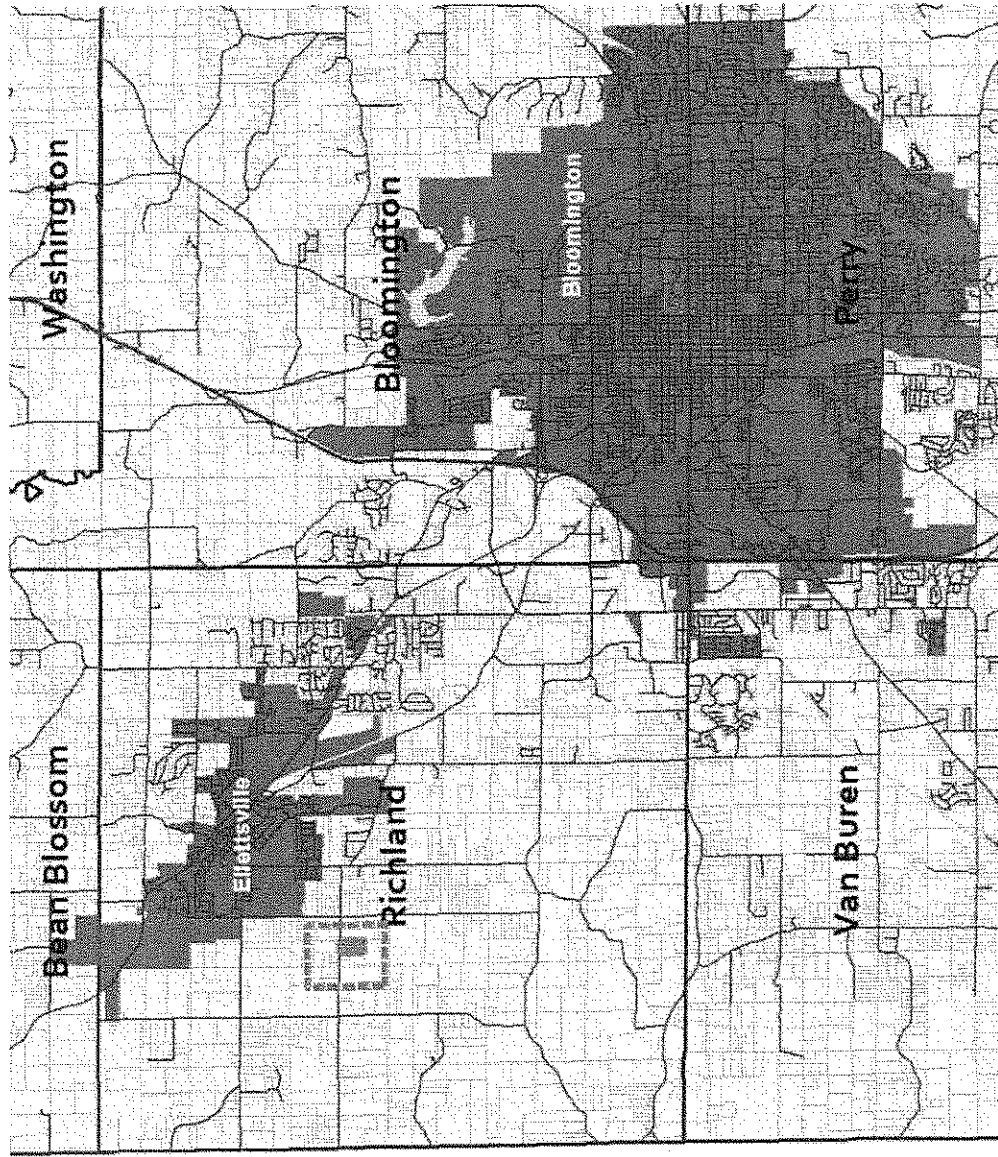 Bean Blossom
Washington
Ellettsville
Richland
Bloomington
Bloomington
Van Buren
Perry